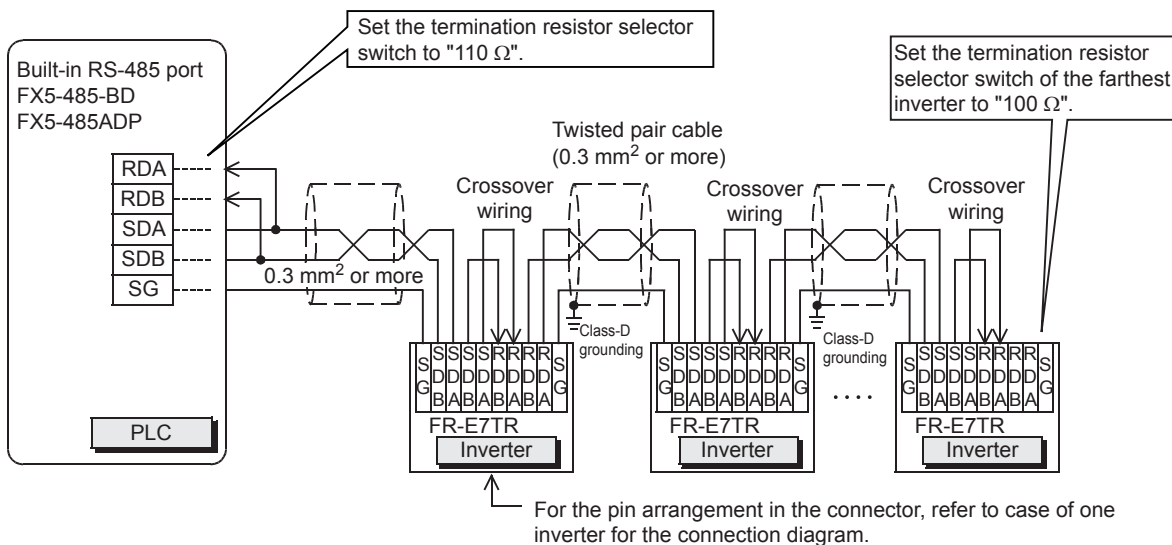 Set the termination resistor selector
switch to "110 Ω".
Built-in RS-485 port
FX5-485-BD
FX5-485ADP
Set the termination resistor
selector switch of the farthest
inverter to "100 Ω".
Twisted pair cable
(0.3 mm² or more)
RDA
RDB
SDA
SDB
SG
Crossover
wiring
Crossover
wiring
Crossover
wiring
0.3 mm² or more
Class-D
grounding
Class-D
grounding
SG SDB SDA SDB SDA RDB RDA RDB RDA SG
SG SDB SDA SDB SDA RDB RDA RDB RDA SG
....
SG SDB SDA SDB SDA RDB RDA RDB RDA SG
FR-E7TR
FR-E7TR
FR-E7TR
PLC
Inverter
Inverter
Inverter
For the pin arrangement in the connector, refer to case of one
inverter for the connection diagram.